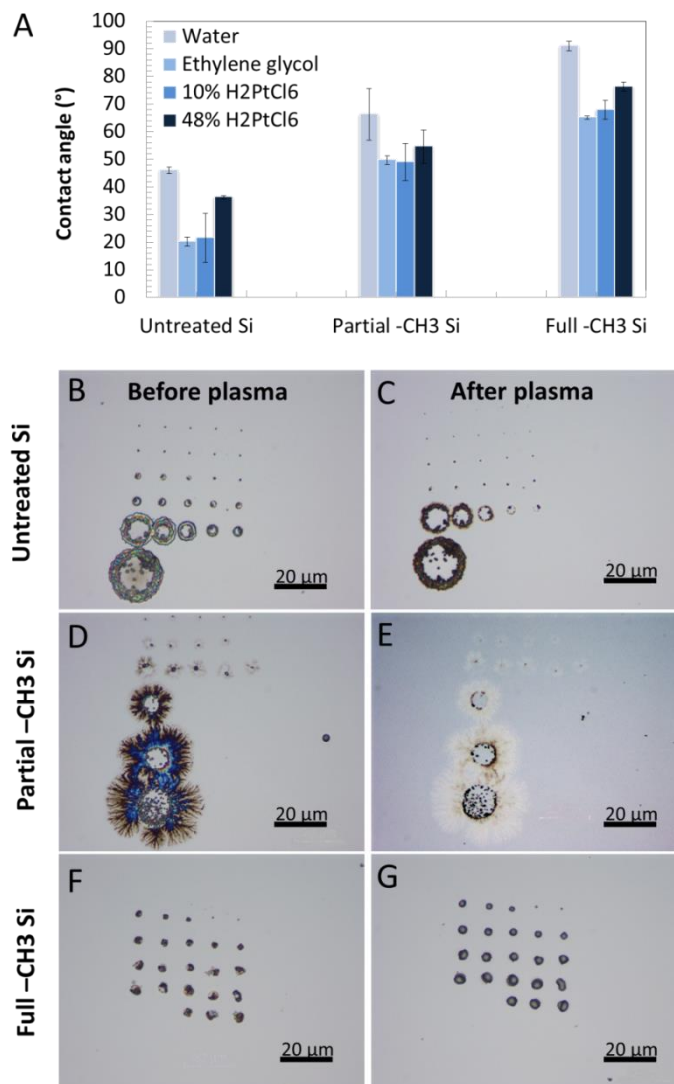 A
100
90
80
70
60
50
40
30
20
10
0
Contact angle (°)
Water
Ethylene glycol
10% H2PtCl6
48% H2PtCl6
Untreated Si
Partial -CH3 Si
Full -CH3 Si
Before plasma
After plasma
Untreated Si
B
20 µm
C
20 µm
Partial –CH3 Si
D
20 µm
E
20 µm
Full –CH3 Si
F
20 µm
G
20 µm